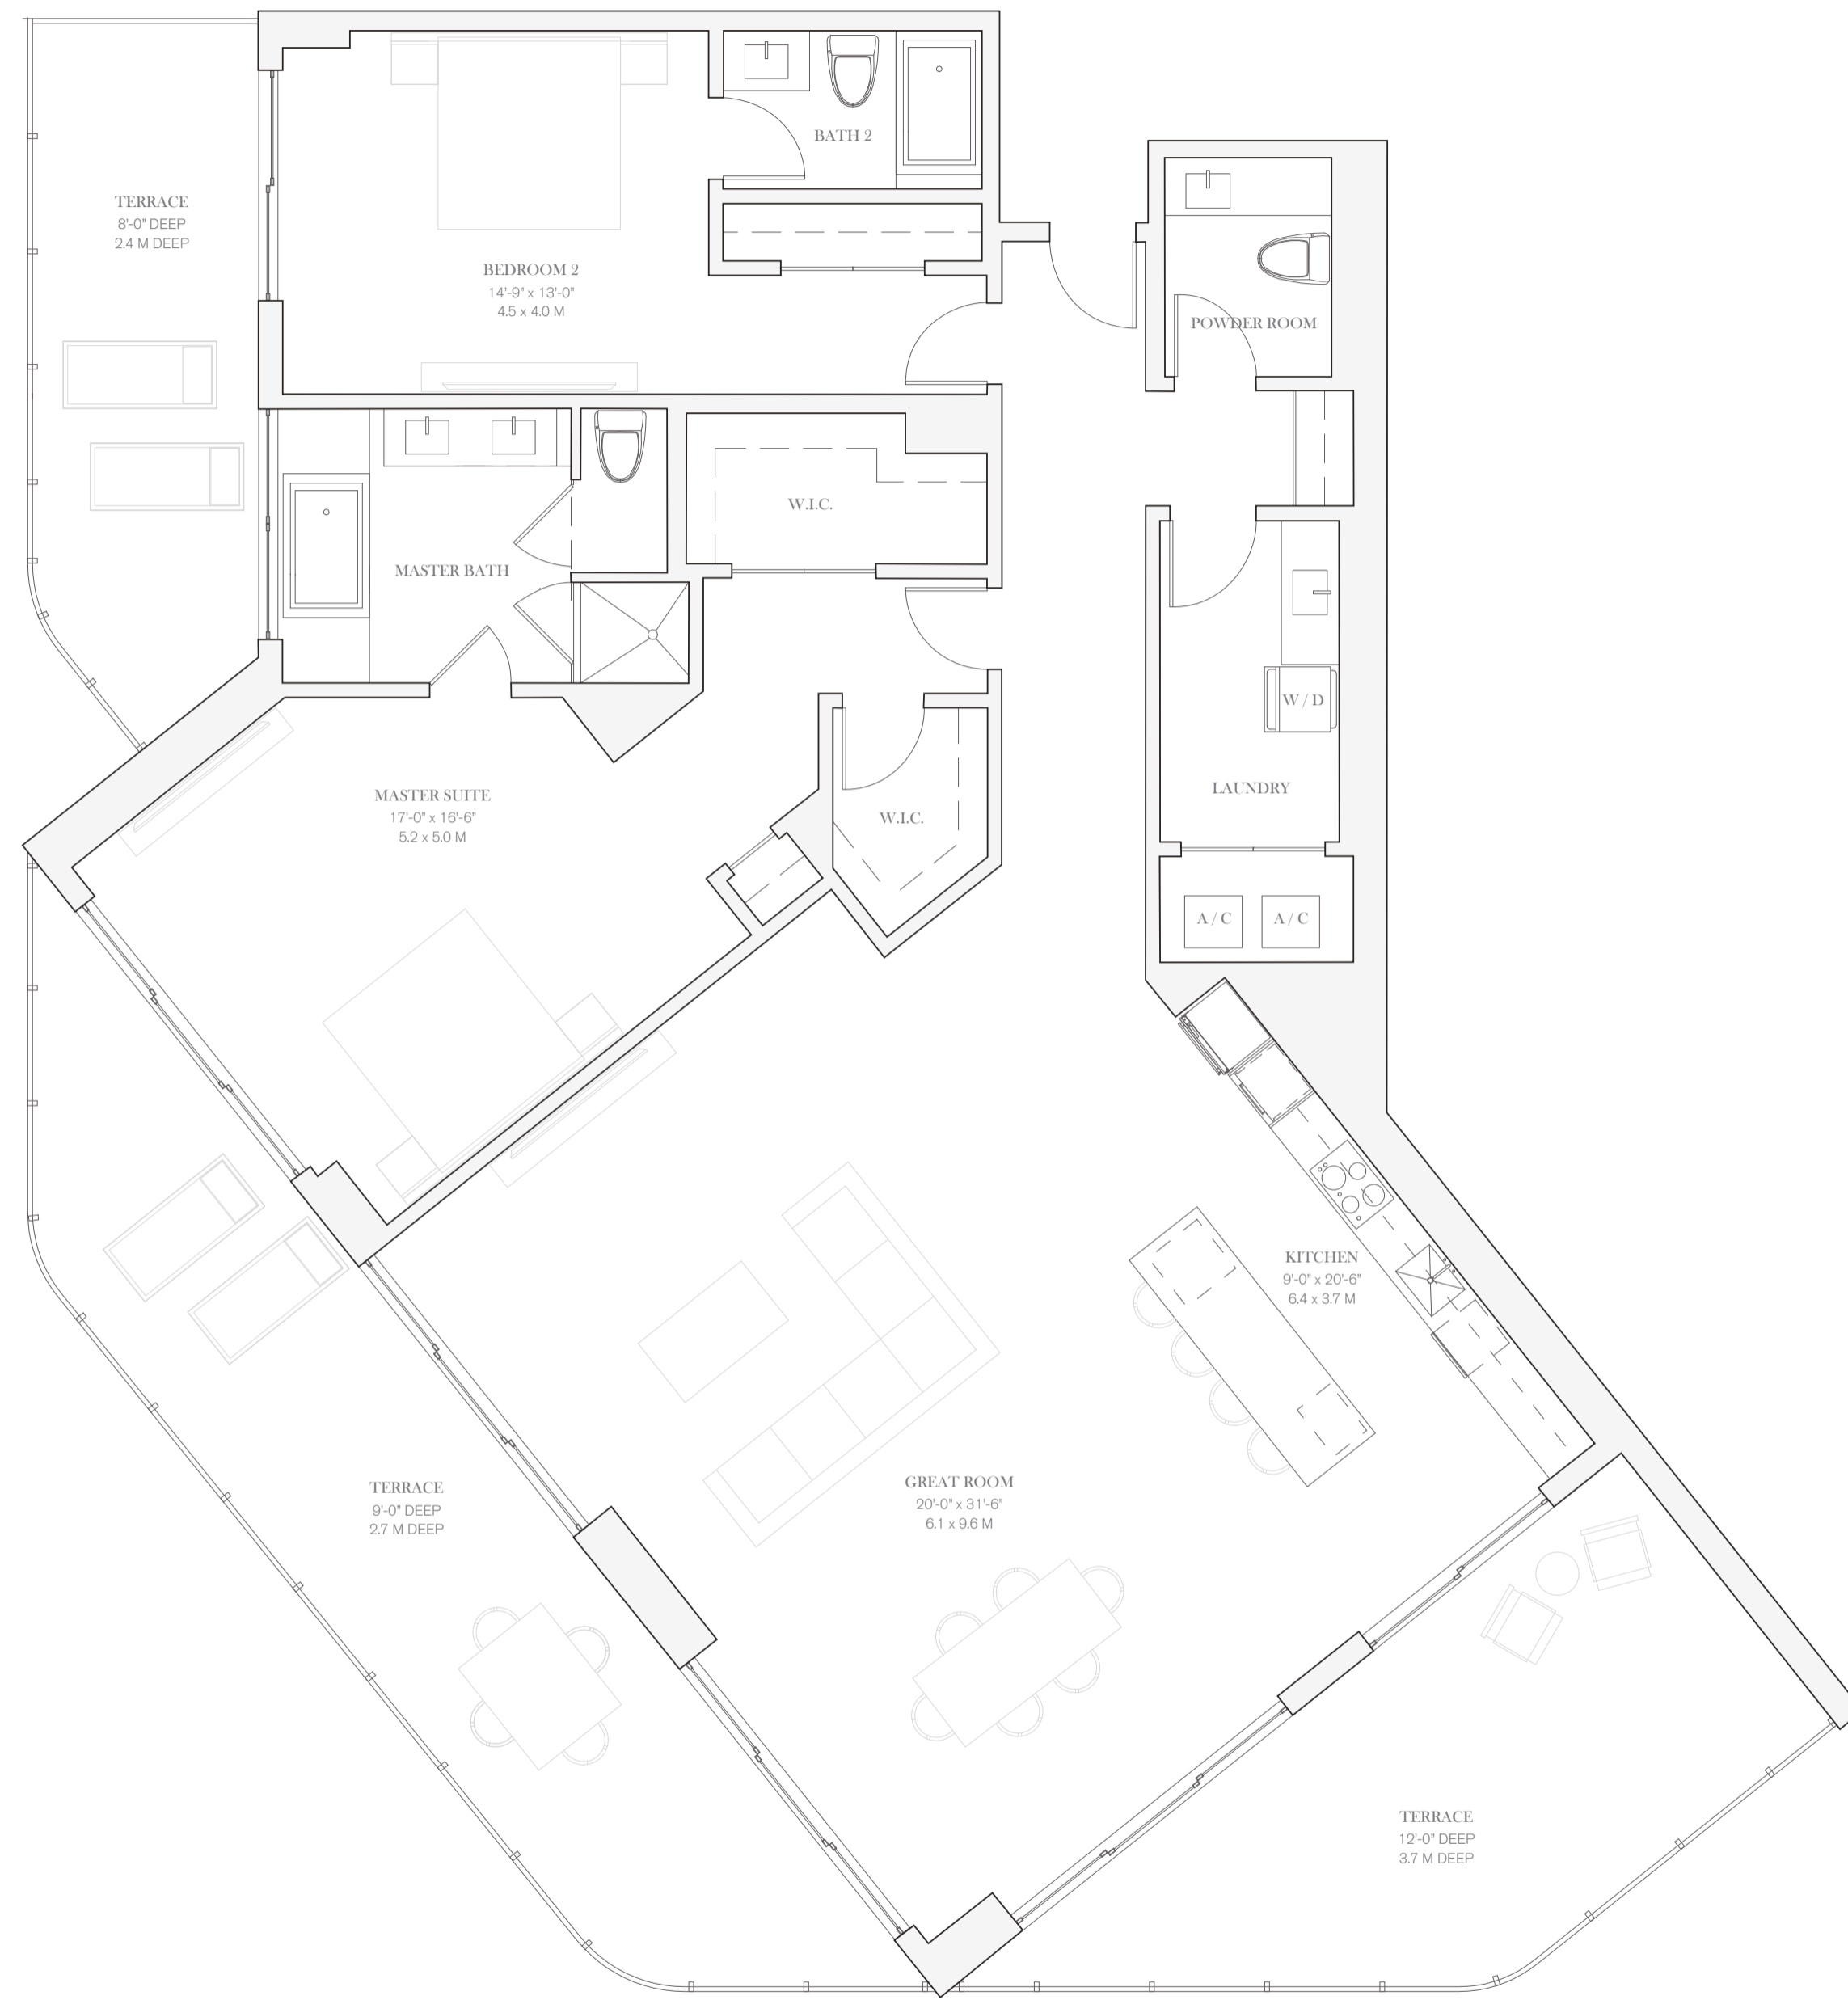 BATH 2
TERRACE
8'-0" DEEP
2.4 M DEEP
BEDROOM 2
14'-9" x 13'-0"
4.5 x 4.0 M
POWDER ROOM
W.I.C.
MASTER BATH
W / D
LAUNDRY
MASTER SUITE
17'-0" x 16'-6"
5.2 x 5.0 M
W.I.C.
A / C
A / C
KITCHEN
9'-0" x 20'-6"
6.4 x 3.7 M
GREAT ROOM
20'-0" x 31'-6"
6.1 x 9.6 M
TERRACE
9'-0" DEEP
2.7 M DEEP
TERRACE
12'-0" DEEP
3.7 M DEEP